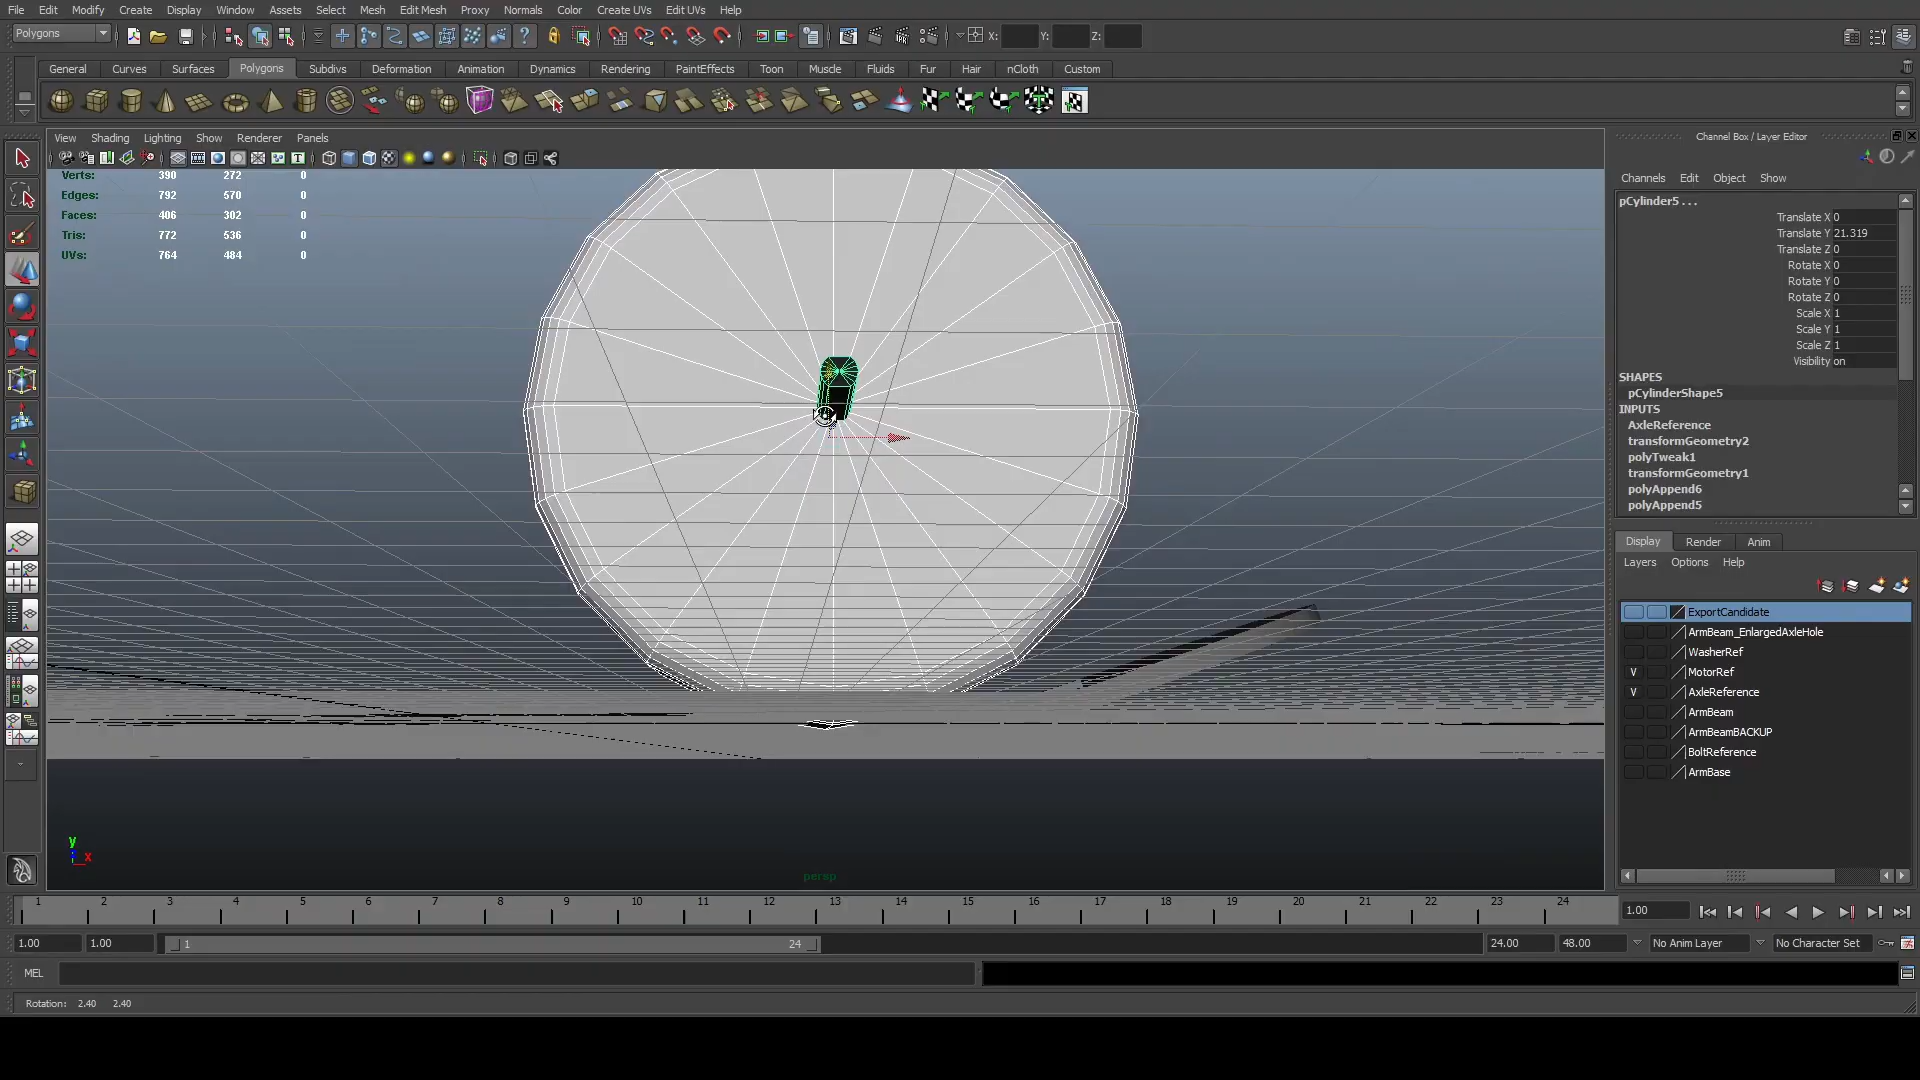 File Edit Modify Create Display Window Assets Select Mesh Edit Mesh Proxy Normals Color Create UVs Edit UVs Help
Polygons X: Y: Z:
General Curves Surfaces Polygons Subdivs Deformation Animation Dynamics Rendering PaintEffects Toon Muscle Fluids Fur Hair nCloth Custom
View Shading Lighting Show Renderer Panels
Verts: 390 272 0
Edges: 792 570 0
Faces: 406 302 0
Tris: 772 536 0
UVs: 764 484 0
y
x
persp
Channel Box / Layer Editor
Channels Edit Object Show
pCylinder5 . . .
Translate X 0
Translate Y 21.319
Translate Z 0
Rotate X 0
Rotate Y 0
Rotate Z 0
Scale X 1
Scale Y 1
Scale Z 1
Visibility on
SHAPES
pCylinderShape5
INPUTS
AxleReference
transformGeometry2
polyTweak1
transformGeometry1
polyAppend6
polyAppend5
Display Render Anim
Layers Options Help
ExportCandidate
ArmBeam_EnlargedAxleHole
WasherRef
V MotorRef
V AxleReference
ArmBeam
ArmBeamBACKUP
BoltReference
ArmBase
1 2 3 4 5 6 7 8 9 10 11 12 13 14 15 16 17 18 19 20 21 22 23 24 1.00
1.00 1.00 1 24 24.00 48.00 No Anim Layer No Character Set
MEL
Rotation: 2.40 2.40